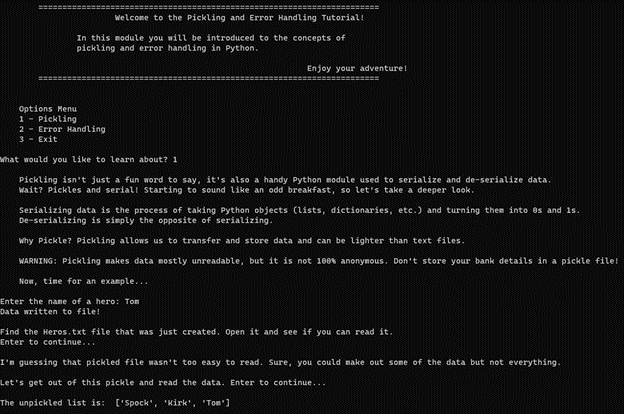 =======================================================================
Welcome to the Pickling and Error Handling Tutorial!
In this module you will be introduced to the concepts of
pickling and error handling in Python.
Enjoy your adventure!
=======================================================================
Options Menu
1 - Pickling
2 - Error Handling
3 - Exit
What would you like to learn about? 1
Pickling isn't just a fun word to say, it's also a handy Python module used to serialize and de-serialize data.
Wait? Pickles and serial! Starting to sound like an odd breakfast, so let's take a deeper look.
Serializing data is the process of taking Python objects (lists, dictionaries, etc.) and turning them into 0s and 1s.
De-serializing is simply the opposite of serializing.
Why Pickle? Pickling allows us to transfer and store data and can be lighter than text files.
WARNING: Pickling makes data mostly unreadable, but it is not 100% anonymous. Don't store your bank details in a pickle file!
Now, time for an example...
Enter the name of a hero: Tom
Data written to file!
Find the Heros.txt file that was just created. Open it and see if you can read it.
Enter to continue...
I'm guessing that pickled file wasn't too easy to read. Sure, you could make out some of the data but not everything.
Let's get out of this pickle and read the data. Enter to continue...
The unpickled list is:  ['Spock', 'Kirk', 'Tom']